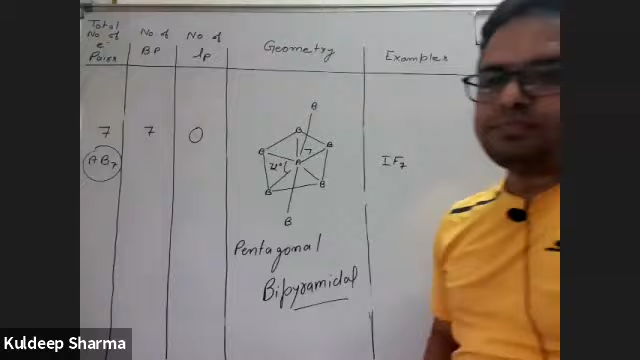 Total
No of
e⁻
Pairs
No of
BP
No of
lp
Geometry
Examples
7
7
0
AB₇
B
B
B
B
A
B
B
B
72°
IF₇
Pentagonal
Bipyramidal
Kuldeep Sharma